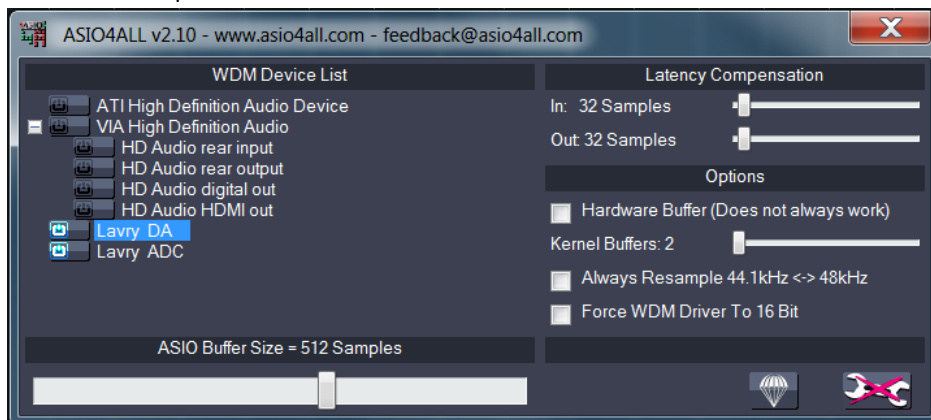 ASIO4ALL v2.10 - www.asio4all.com - feedback@asio4all.com
WDM Device List
ATI High Definition Audio Device
VIA High Definition Audio
HD Audio rear input
HD Audio rear output
HD Audio digital out
HD Audio HDMI out
Lavry DA
Lavry ADC
ASIO Buffer Size = 512 Samples
Latency Compensation
In: 32 Samples
Out: 32 Samples
Options
Hardware Buffer (Does not always work)
Kernel Buffers: 2
Always Resample 44.1kHz <-> 48kHz
Force WDM Driver To 16 Bit